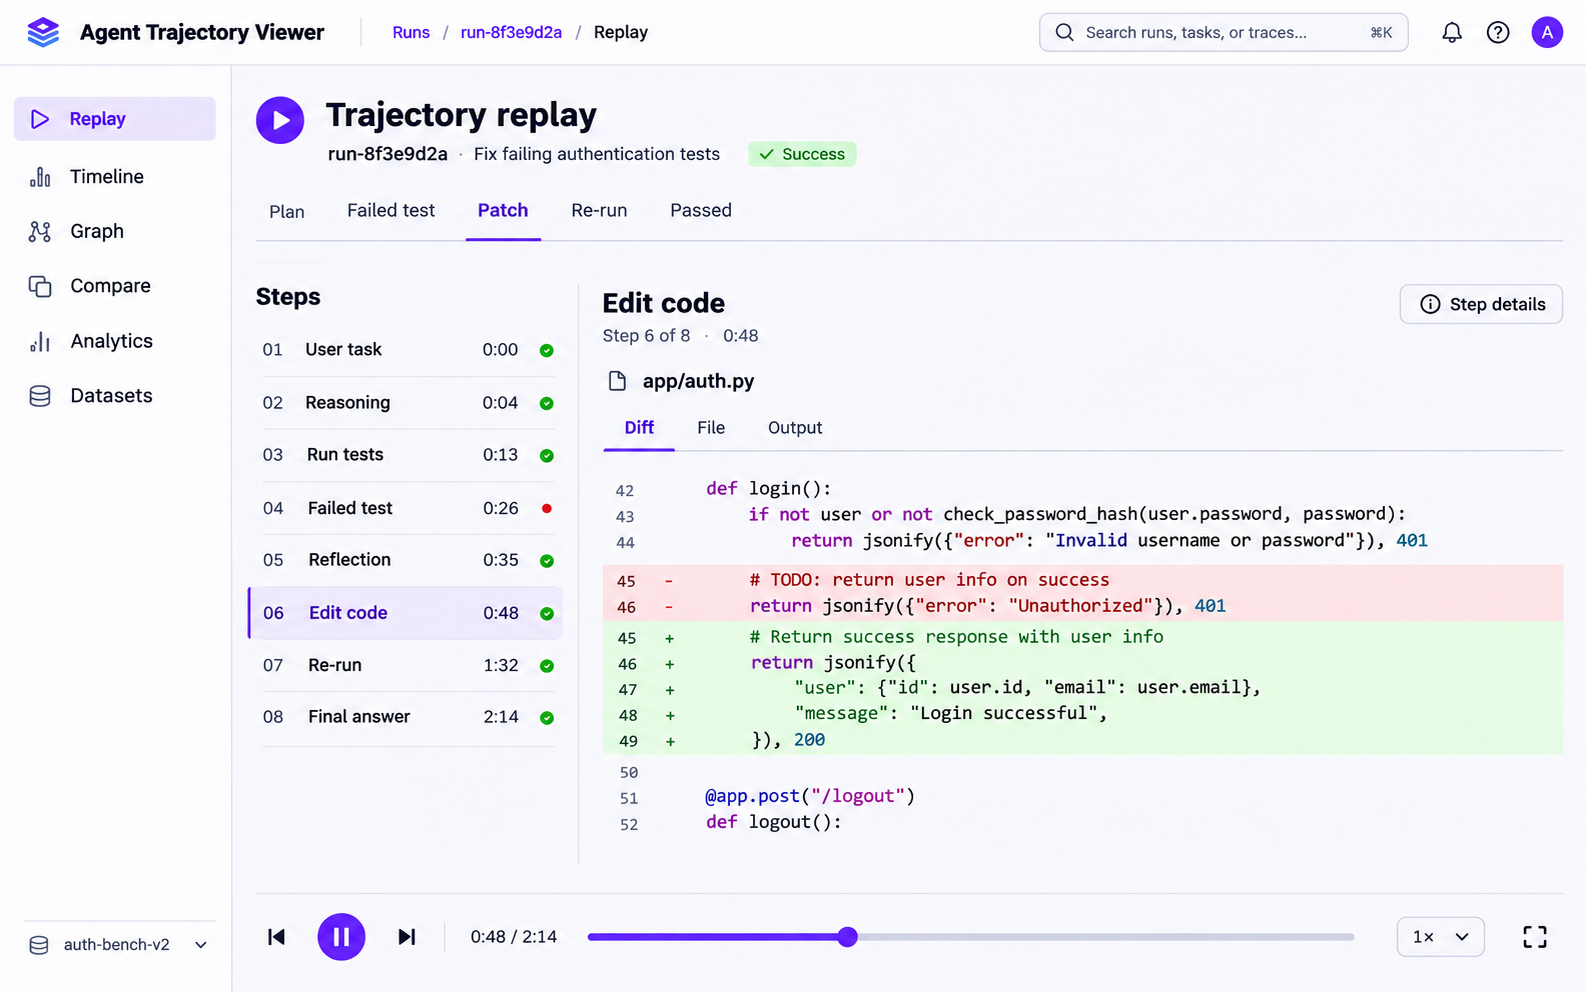 Agent Trajectory Viewer
Runs / run-8f3e9d2a / Replay
Search runs, tasks, or traces... ⌘K
A
Replay
Timeline
Graph
Compare
Analytics
Datasets
auth-bench-v2
Trajectory replay
run-8f3e9d2a · Fix failing authentication tests ✓ Success
Plan Failed test Patch Re-run Passed
Steps
01 User task 0:00
02 Reasoning 0:04
03 Run tests 0:13
04 Failed test 0:26
05 Reflection 0:35
06 Edit code 0:48
07 Re-run 1:32
08 Final answer 2:14
Edit code
Step 6 of 8 · 0:48
Step details
app/auth.py
Diff File Output
42 def login():
43 if not user or not check_password_hash(user.password, password):
44 return jsonify({"error": "Invalid username or password"}), 401
45 - # TODO: return user info on success
46 - return jsonify({"error": "Unauthorized"}), 401
45 + # Return success response with user info
46 + return jsonify({
47 + "user": {"id": user.id, "email": user.email},
48 + "message": "Login successful",
49 + }), 200
50
51 @app.post("/logout")
52 def logout():
0:48 / 2:14
1×